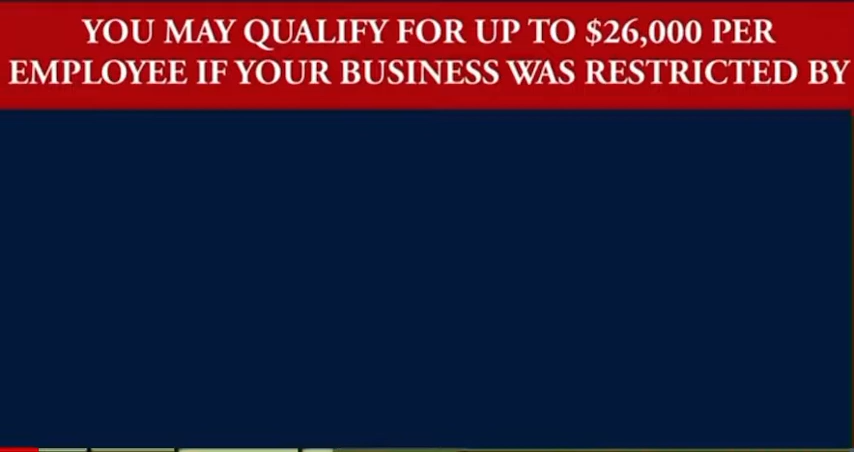 YOU MAY QUALIFY FOR UP TO $26,000 PER
EMPLOYEE IF YOUR BUSINESS WAS RESTRICTED BY